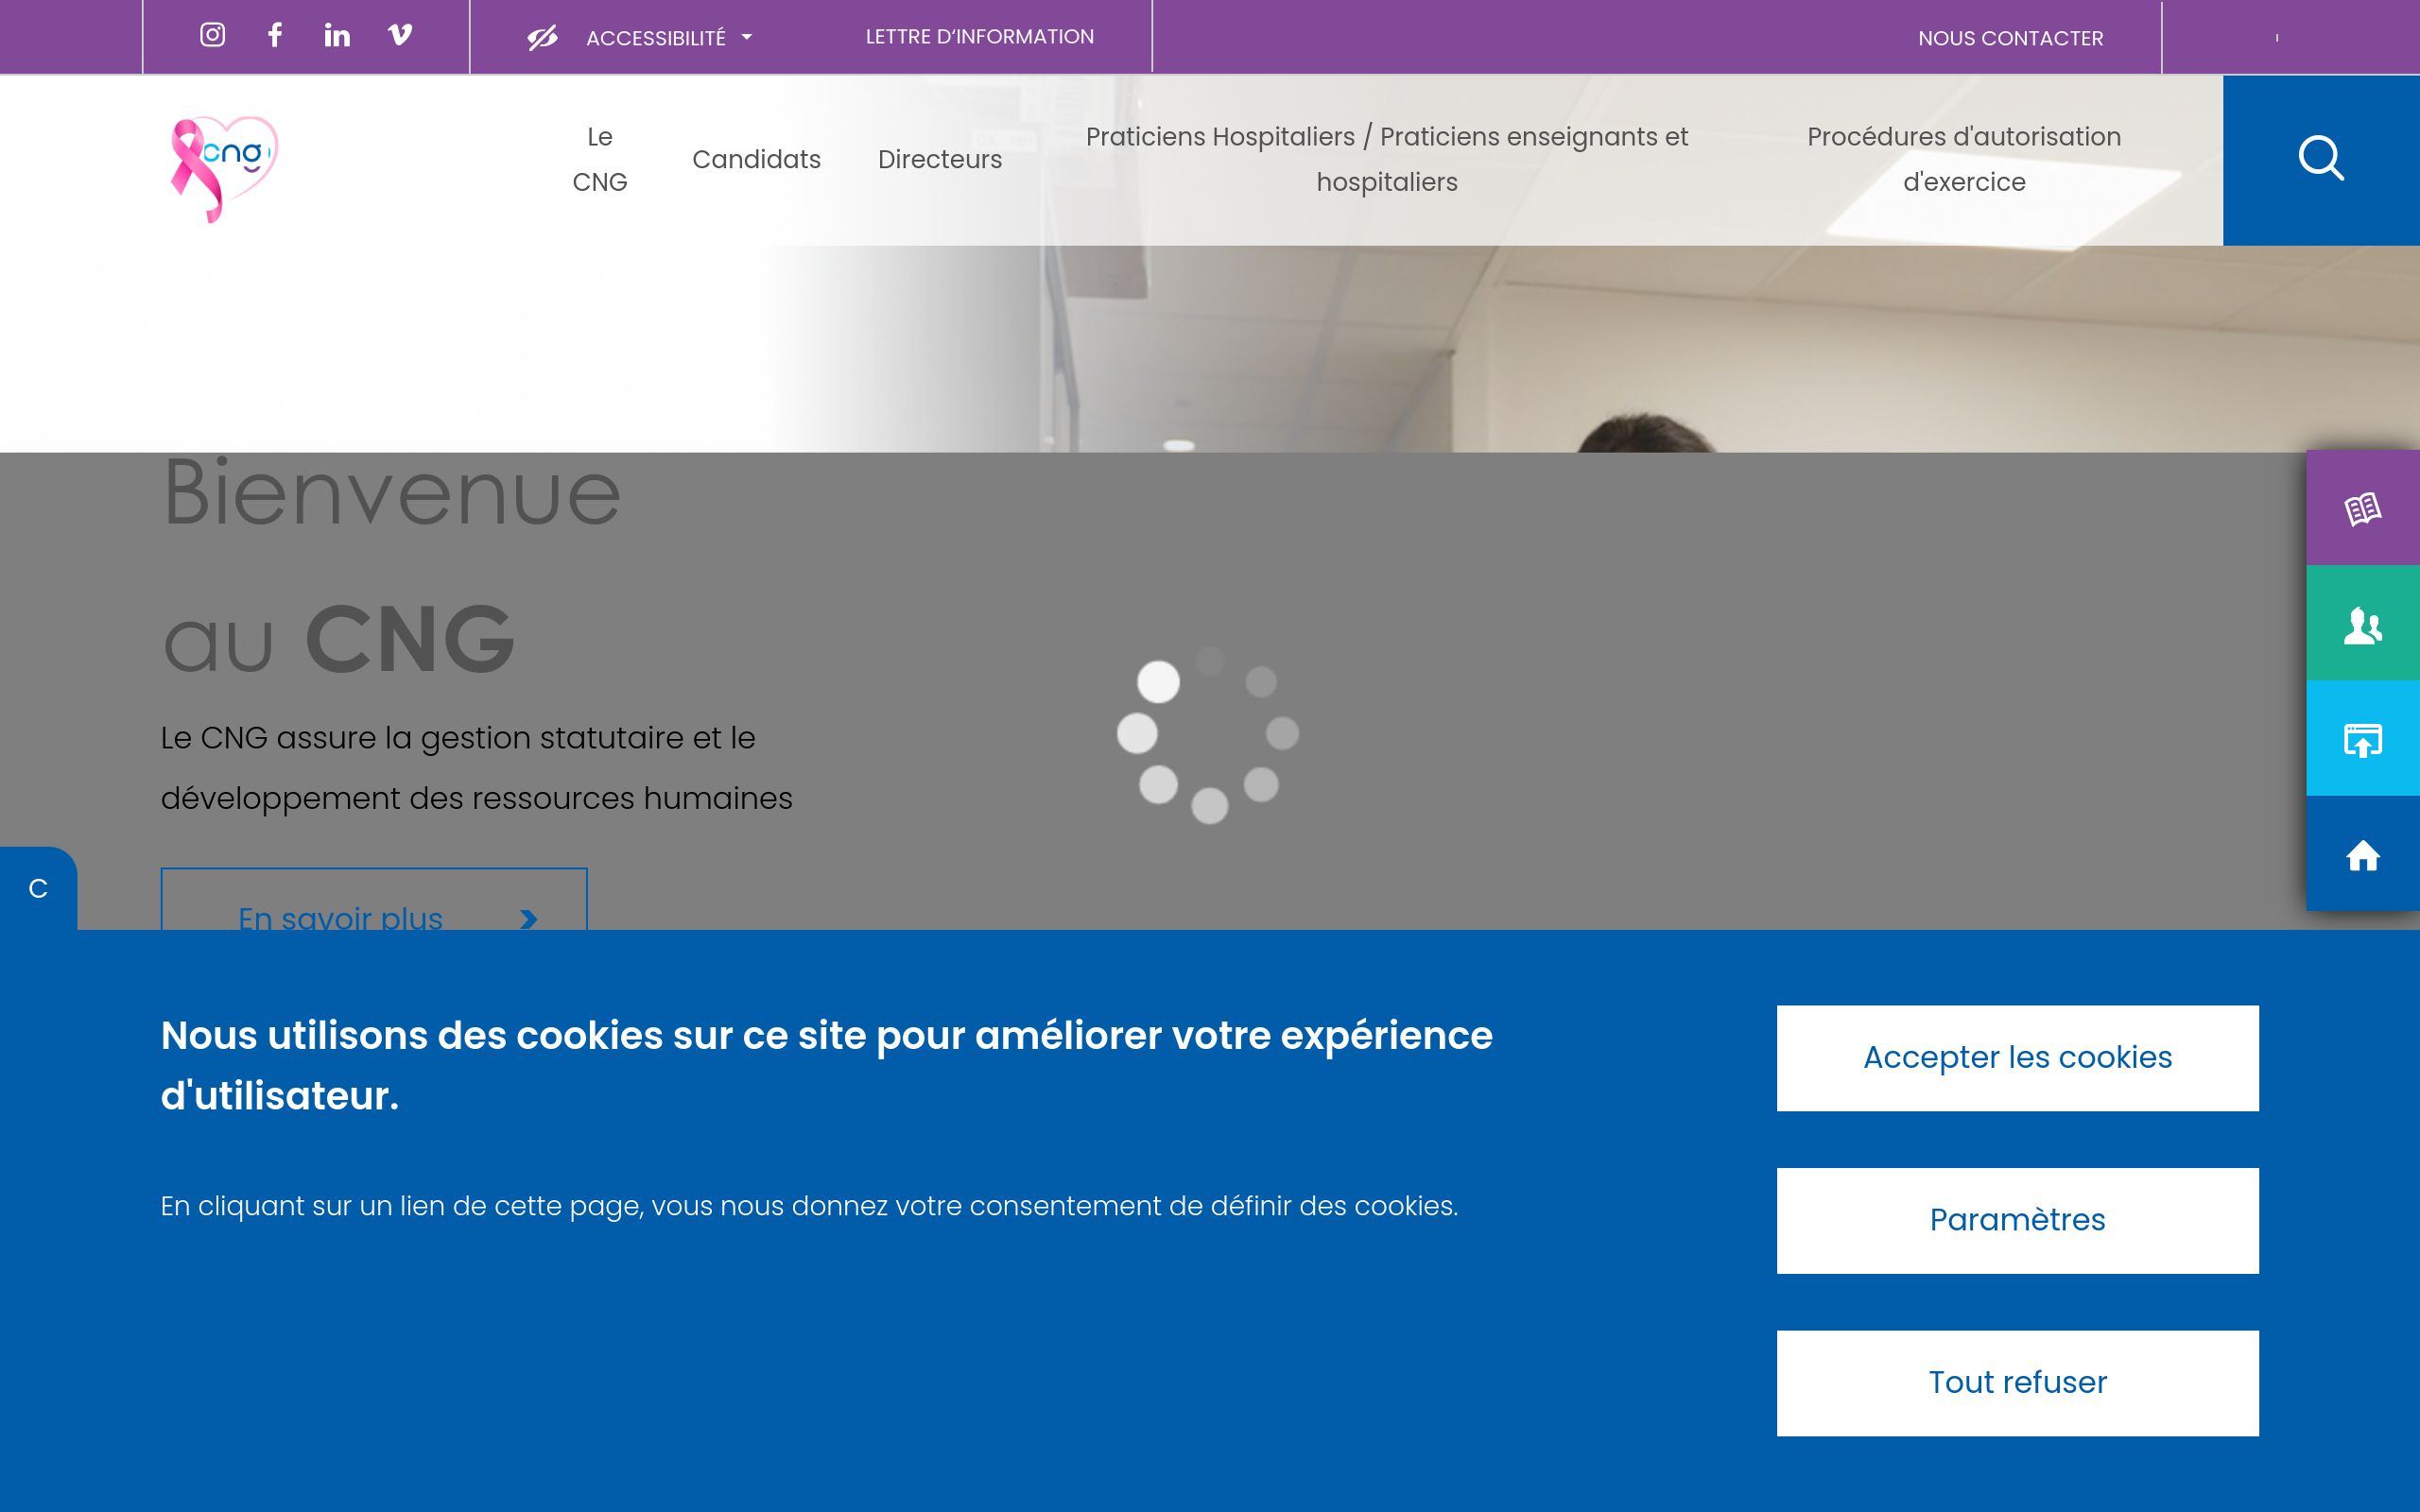 ACCESSIBILITÉ
LETTRE D’INFORMATION
NOUS CONTACTER
cng
Le
CNG
Candidats
Directeurs
Praticiens Hospitaliers / Praticiens enseignants et
hospitaliers
Procédures d'autorisation
d'exercice
Bienvenue
au CNG
Le CNG assure la gestion statutaire et le
développement des ressources humaines
En savoir plus
C
Nous utilisons des cookies sur ce site pour améliorer votre expérience
d'utilisateur.
En cliquant sur un lien de cette page, vous nous donnez votre consentement de définir des cookies.
Accepter les cookies
Paramètres
Tout refuser